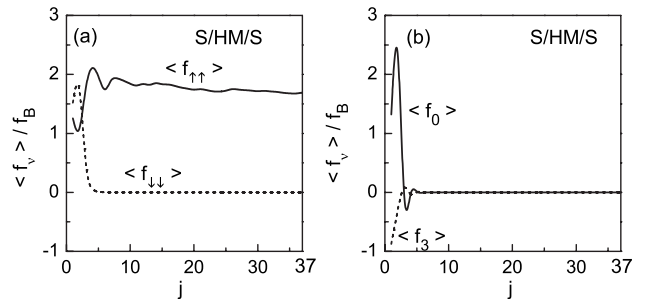 (a) S/HM/S
< f↑↑ >
< f↓↓ >
< fν > / fB
3
2
1
0
-1
0 10 20 30 37
j
(b) S/HM/S
< f0 >
< f3 >
< fν > / fB
3
2
1
0
-1
0 10 20 30 37
j